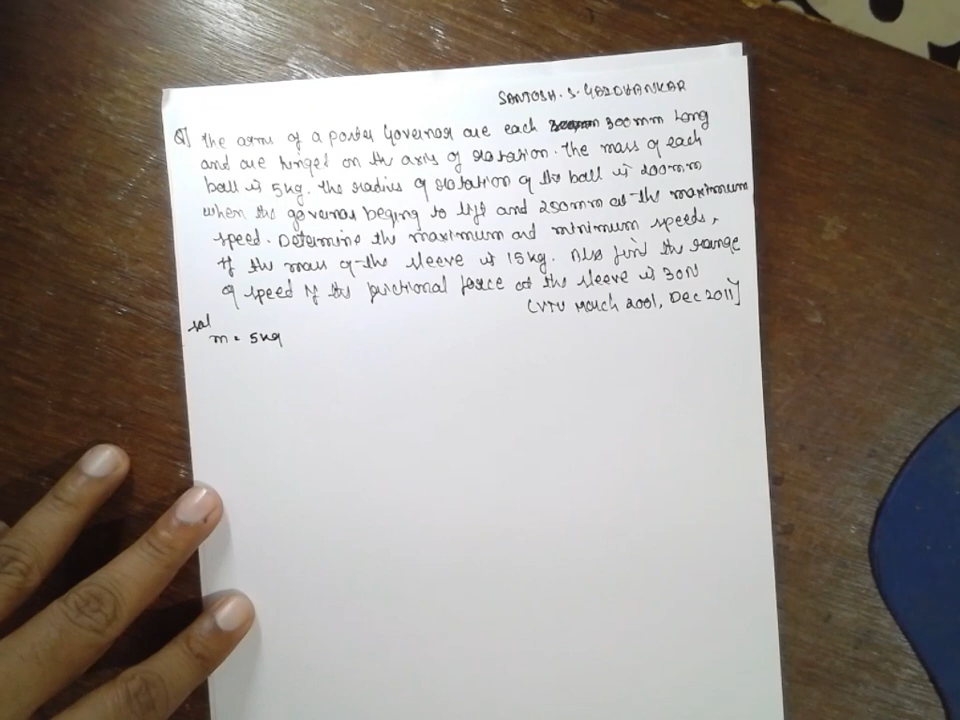 SANTOSH.S.GAIDHANKAR
Q] The arms of a porter Governor are each 300mm long
and are hinged on the axis of rotation. The mass of each
ball is 5kg. The radius of rotation of the ball is 200mm
when the governor begins to lift and 250mm at the maximum
speed. Determine the maximum and minimum speeds,
If the mass of the sleeve is 15kg. Also find the range
of speed if the frictional force at the sleeve is 30N
[VTU March 2001, Dec 2011]
sol
m = 5kg